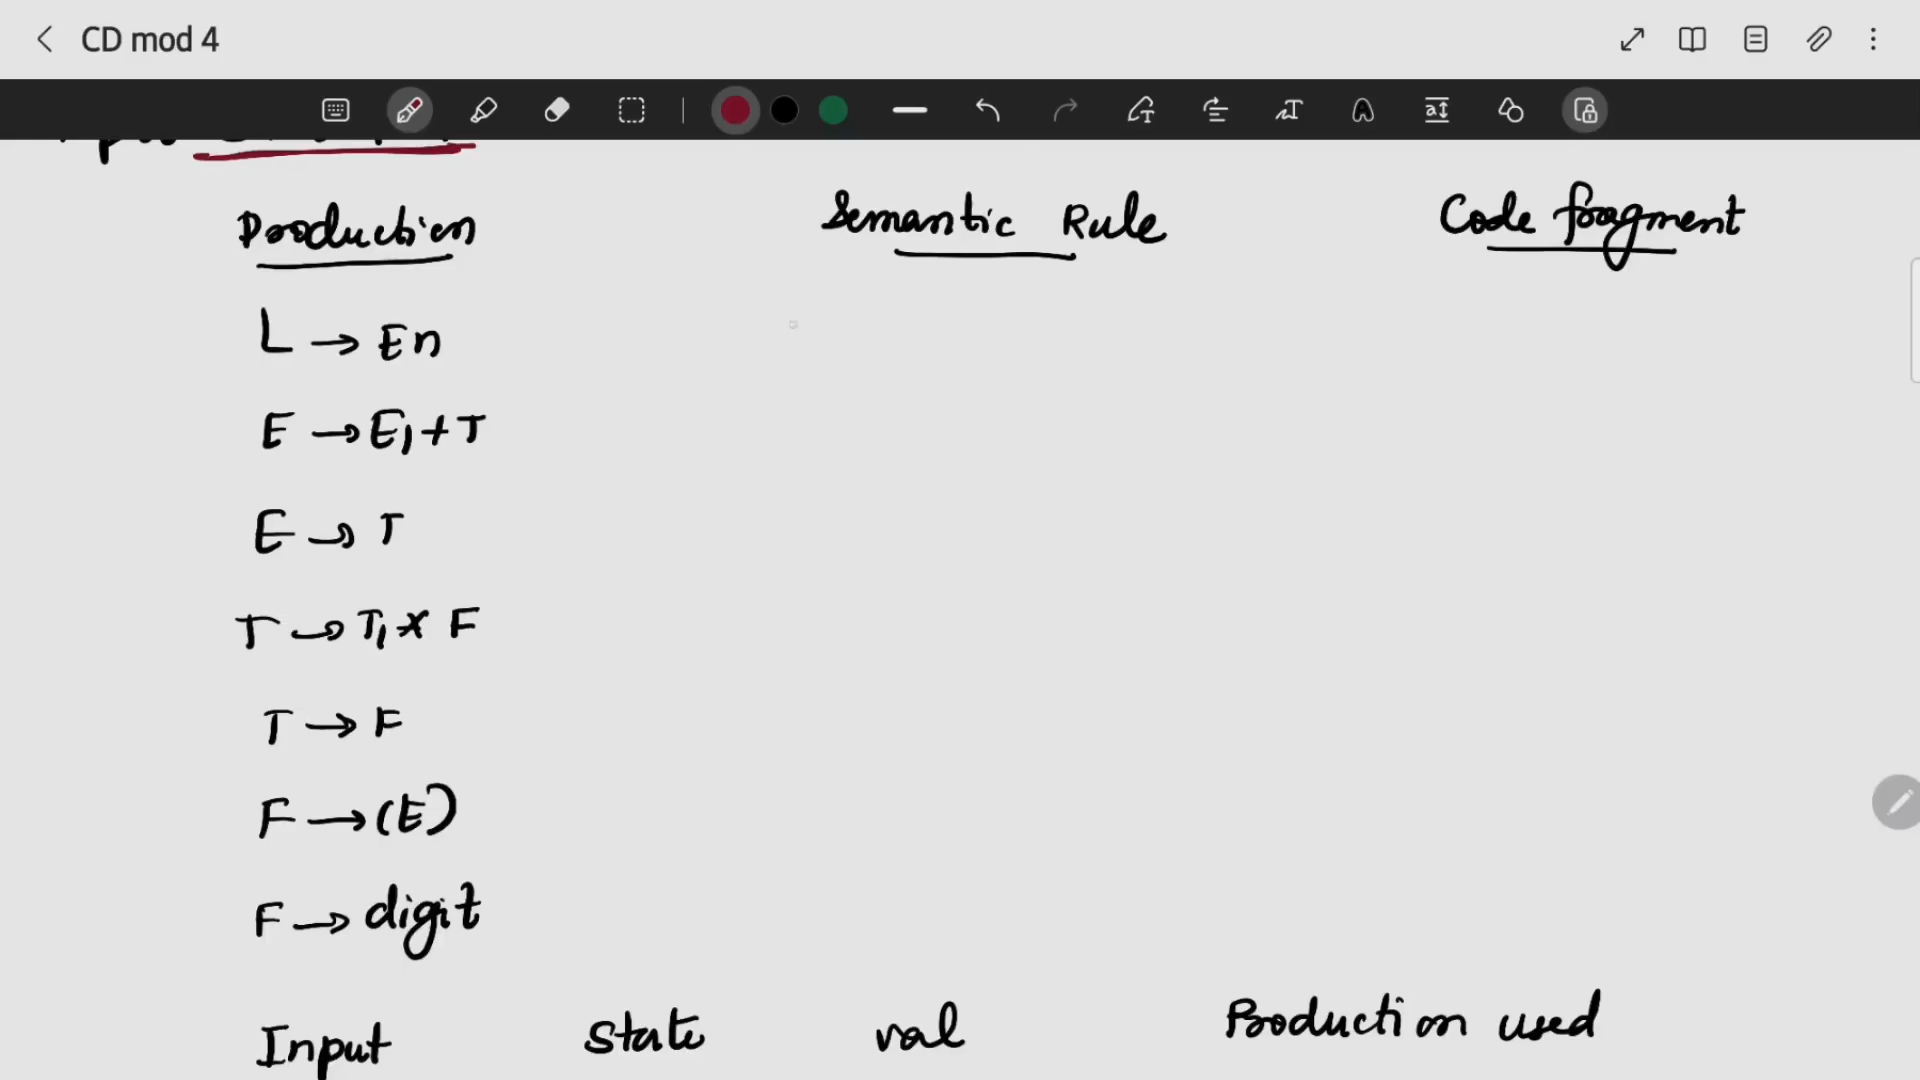 CD mod 4
Production Semantic Rule Code fragment
L → En
E → E₁ + T
E → T
T → T₁ * F
T → F
F → (E)
F → digit
Input state val Production used